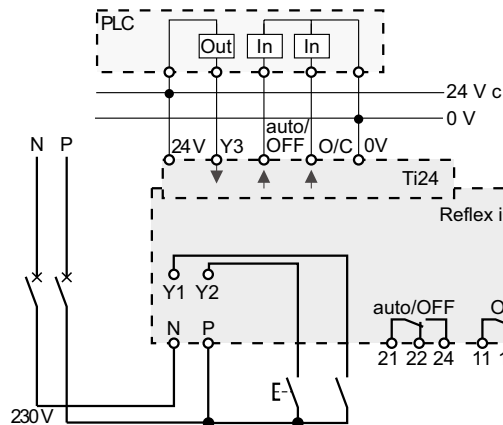 PLC
Out In In
24 V c
0 V
N P
auto/
24V Y3 OFF O/C 0V
Ti24
Reflex i
Y1 Y2
auto/OFF O
N P
21 22 24 11 1
E
230V